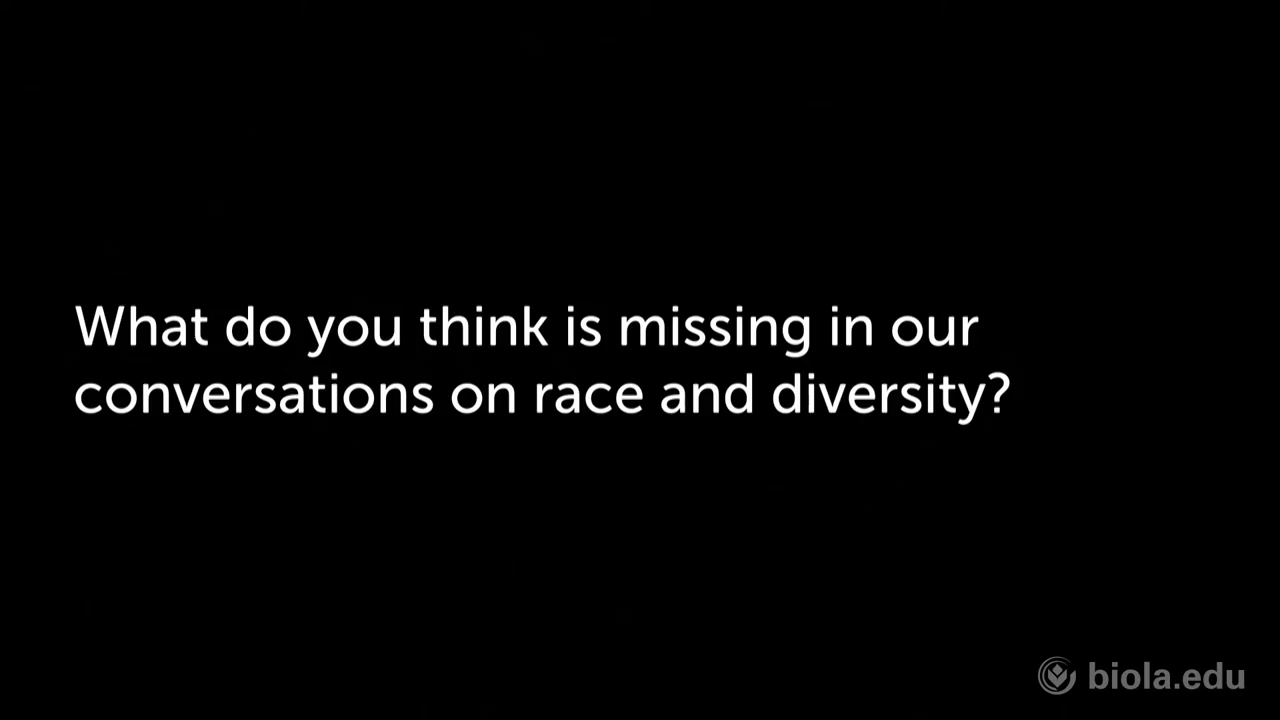 What do you think is missing in our
conversations on race and diversity?
biola.edu